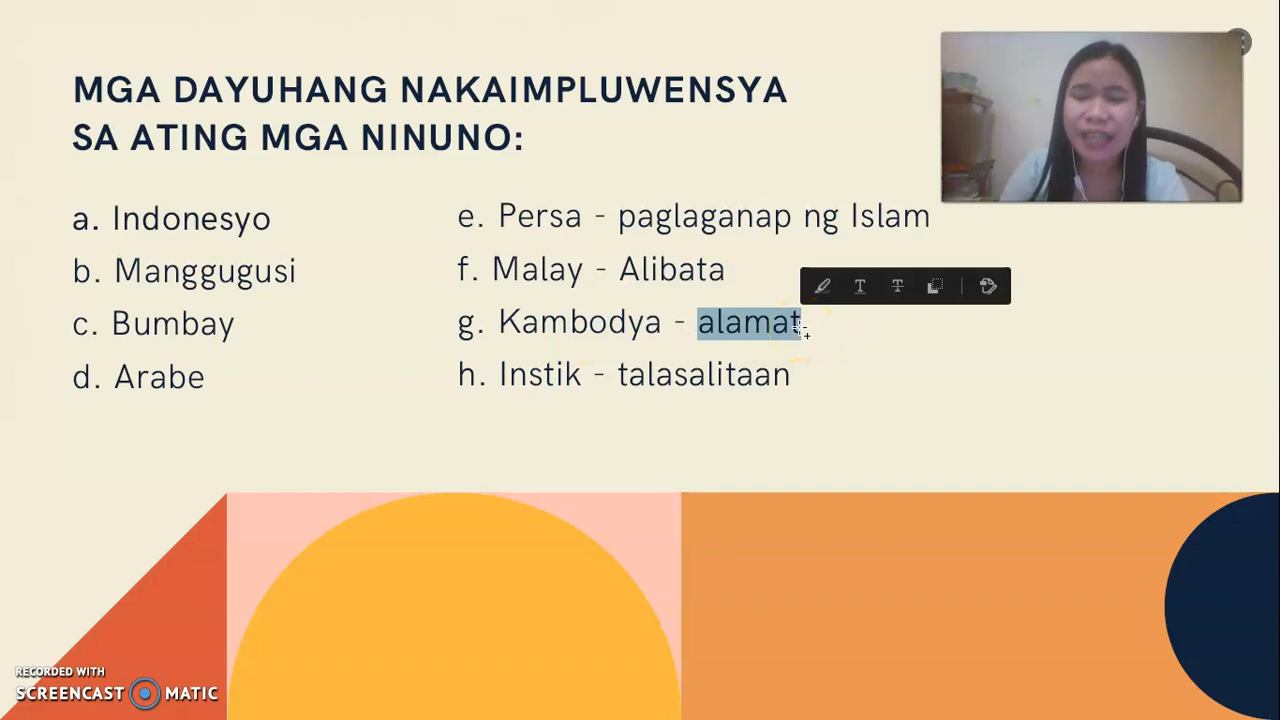 MGA DAYUHANG NAKAIMPLUWENSYA
SA ATING MGA NINUNO:
a. Indonesyo
b. Manggugusi
c. Bumbay
d. Arabe
e. Persa - paglaganap ng Islam
f. Malay - Alibata
g. Kambodya - alamat
h. Instik - talasalitaan
RECORDED WITH
SCREENCAST MATIC